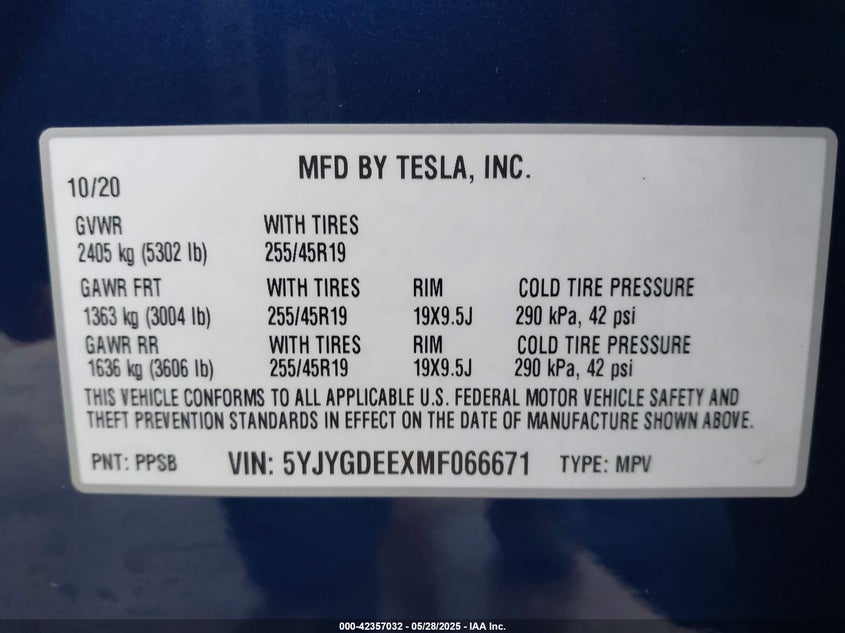 MFD BY TESLA, INC.
10/20
GVWR WITH TIRES
2405 kg (5302 lb) 255/45R19
GAWR FRT WITH TIRES RIM COLD TIRE PRESSURE
1363 kg (3004 lb) 255/45R19 19X9.5J 290 kPa, 42 psi
GAWR RR WITH TIRES RIM COLD TIRE PRESSURE
1636 kg (3606 lb) 255/45R19 19X9.5J 290 kPa, 42 psi
THIS VEHICLE CONFORMS TO ALL APPLICABLE U.S. FEDERAL MOTOR VEHICLE SAFETY AND
THEFT PREVENTION STANDARDS IN EFFECT ON THE DATE OF MANUFACTURE SHOWN ABOVE.
PNT: PPSB VIN: 5YJYGDEEXMF066671 TYPE: MPV
000-42357032 - 05/28/2025 - IAA Inc.